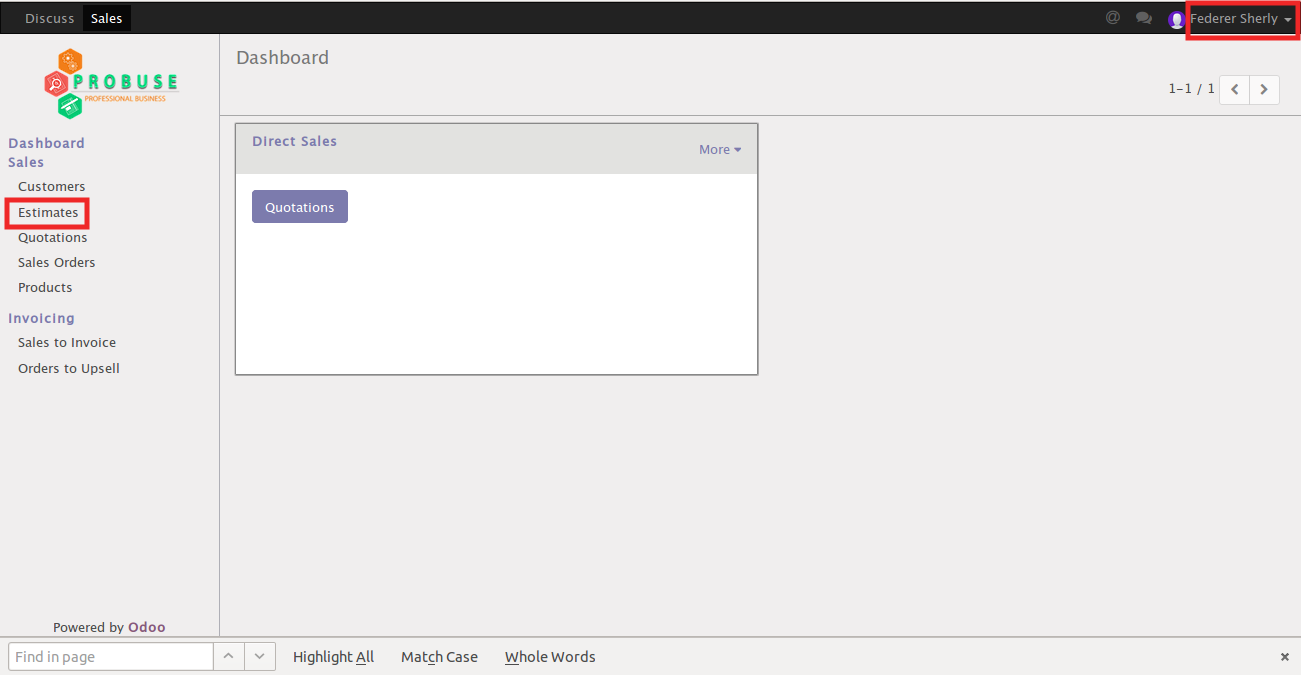 Discuss Sales @ Federer Sherly
PROBUSE
PROFESSIONAL BUSINESS
Dashboard
Sales
Customers
Estimates
Quotations
Sales Orders
Products
Invoicing
Sales to Invoice
Orders to Upsell
Powered by Odoo
Dashboard
1-1 / 1
Direct Sales
More
Quotations
Find in page Highlight All Match Case Whole Words